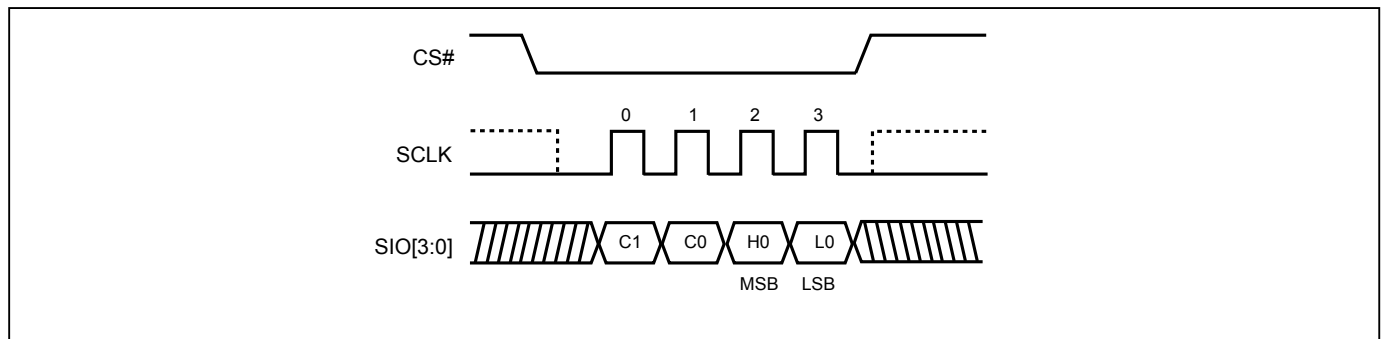 CS#
0 1 2 3
SCLK
SIO[3:0] C1 C0 H0 L0
MSB LSB